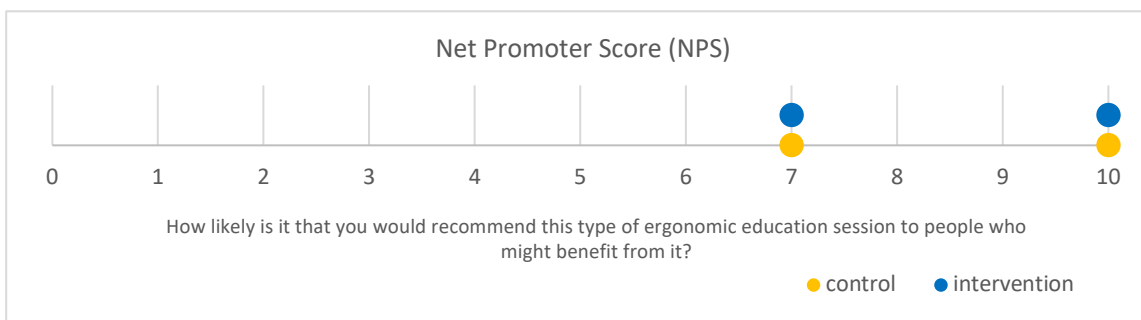 Net Promoter Score (NPS)
0 1 2 3 4 5 6 7 8 9 10
How likely is it that you would recommend this type of ergonomic education session to people who
might benefit from it?
control intervention